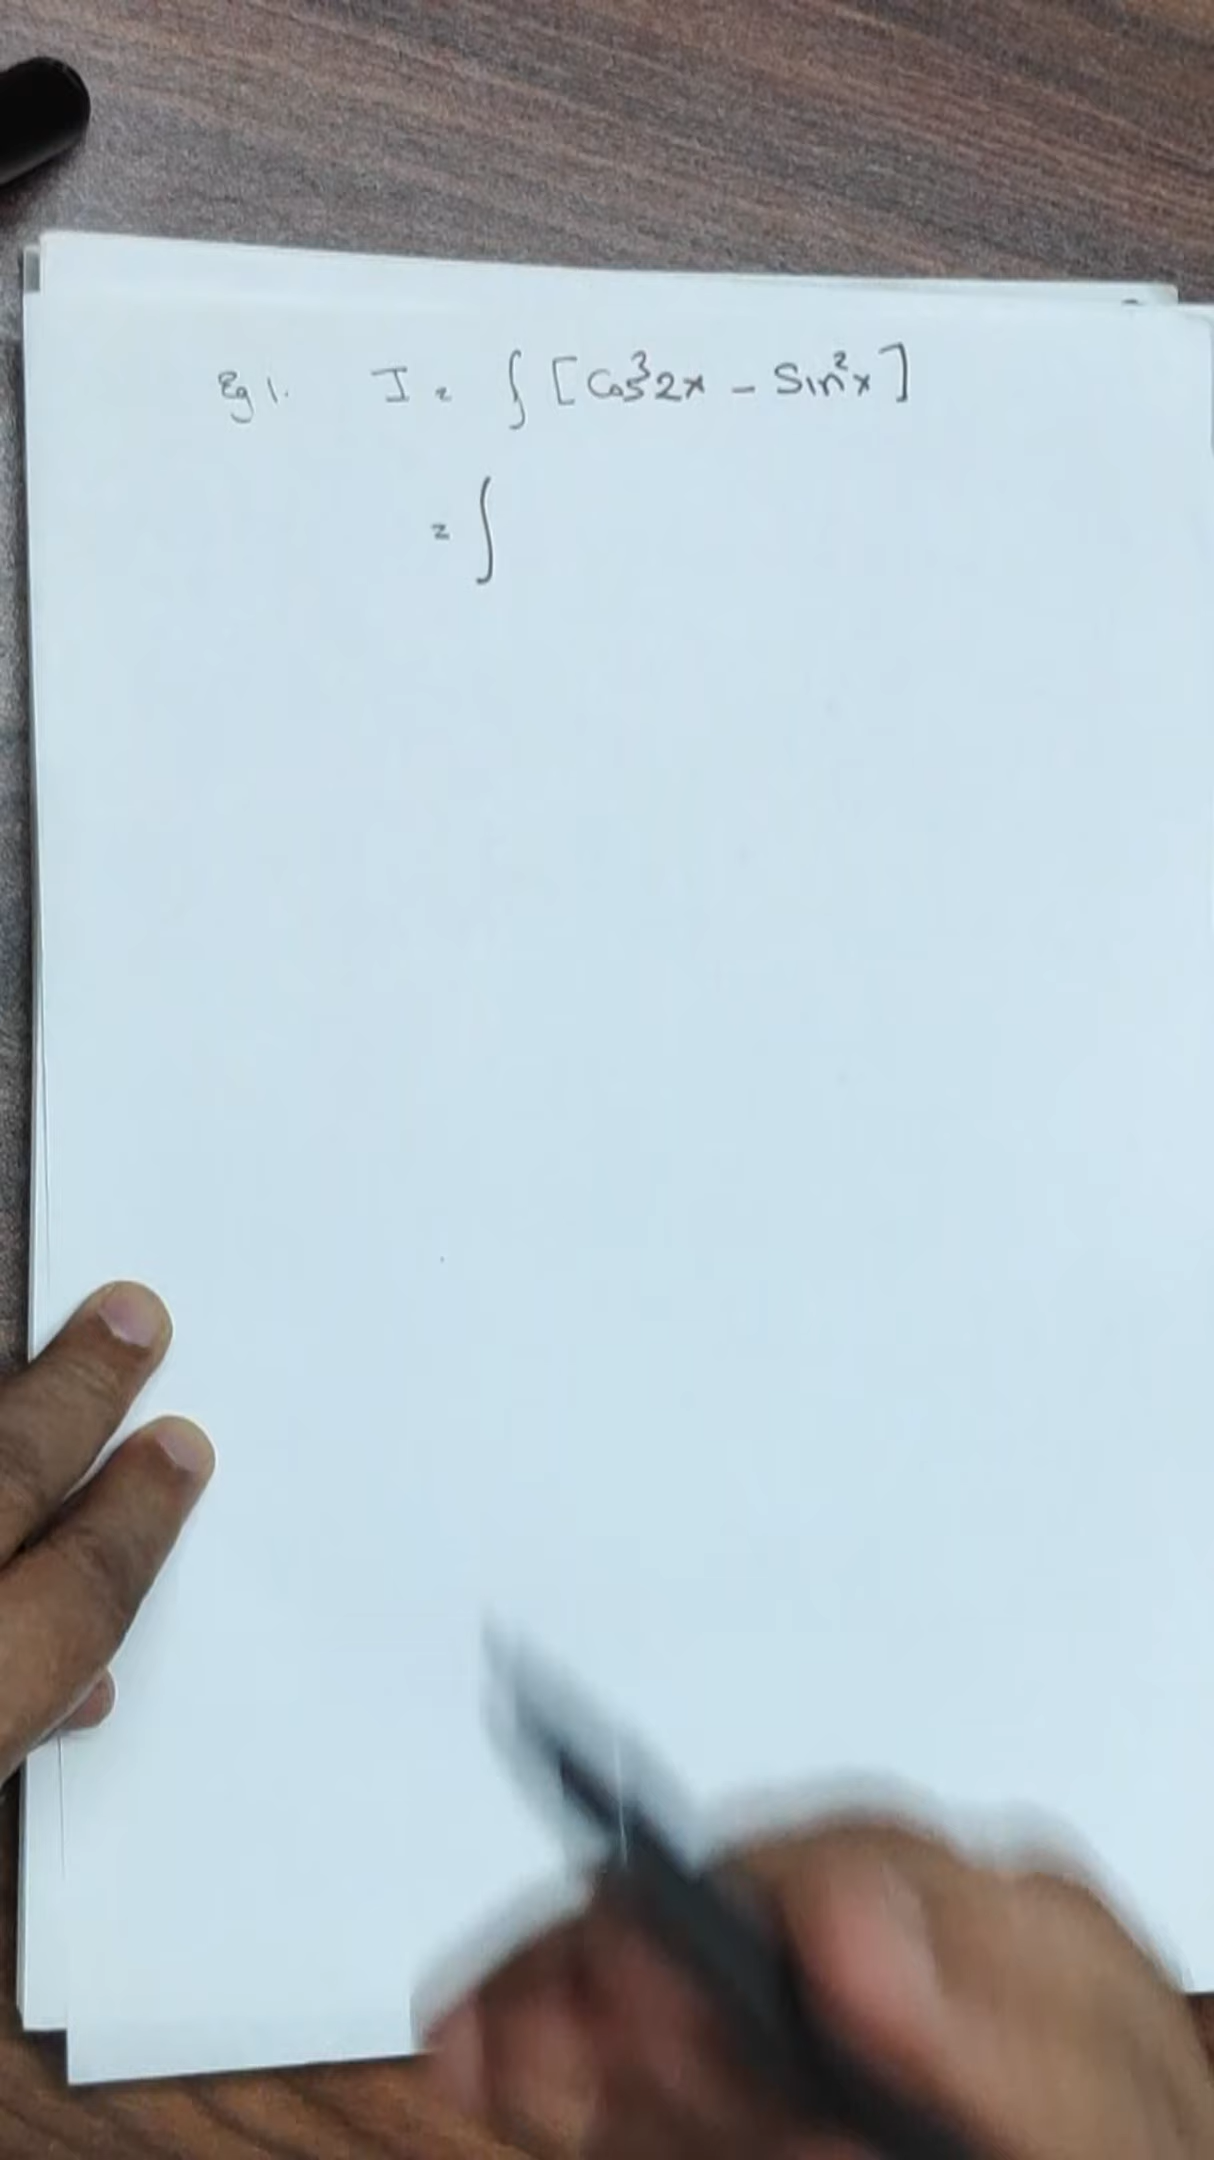 Eg 1. I = ∫ [Cos³2x - Sin²x]
= ∫